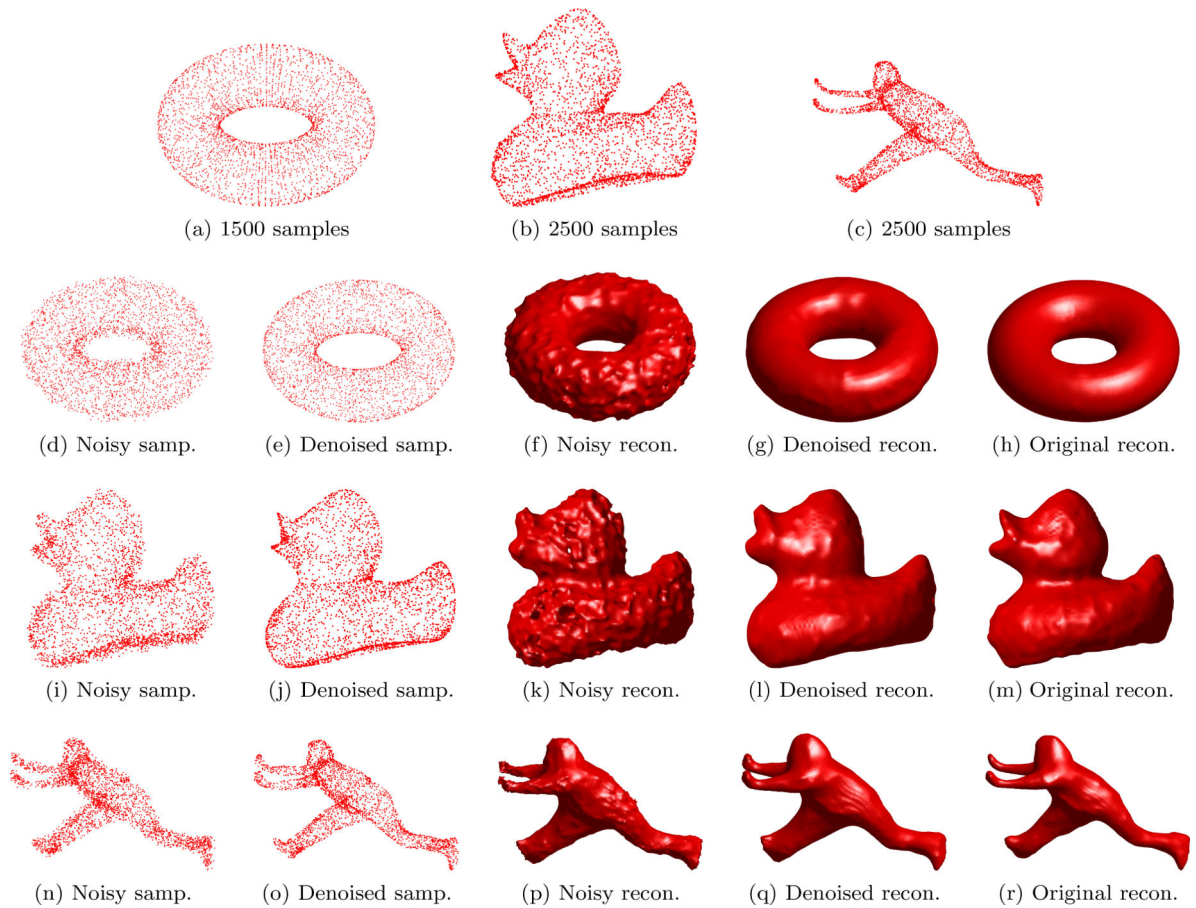 (a) 1500 samples
(b) 2500 samples
(c) 2500 samples
(d) Noisy samp.
(e) Denoised samp.
(f) Noisy recon.
(g) Denoised recon.
(h) Original recon.
(i) Noisy samp.
(j) Denoised samp.
(k) Noisy recon.
(l) Denoised recon.
(m) Original recon.
(n) Noisy samp.
(o) Denoised samp.
(p) Noisy recon.
(q) Denoised recon.
(r) Original recon.